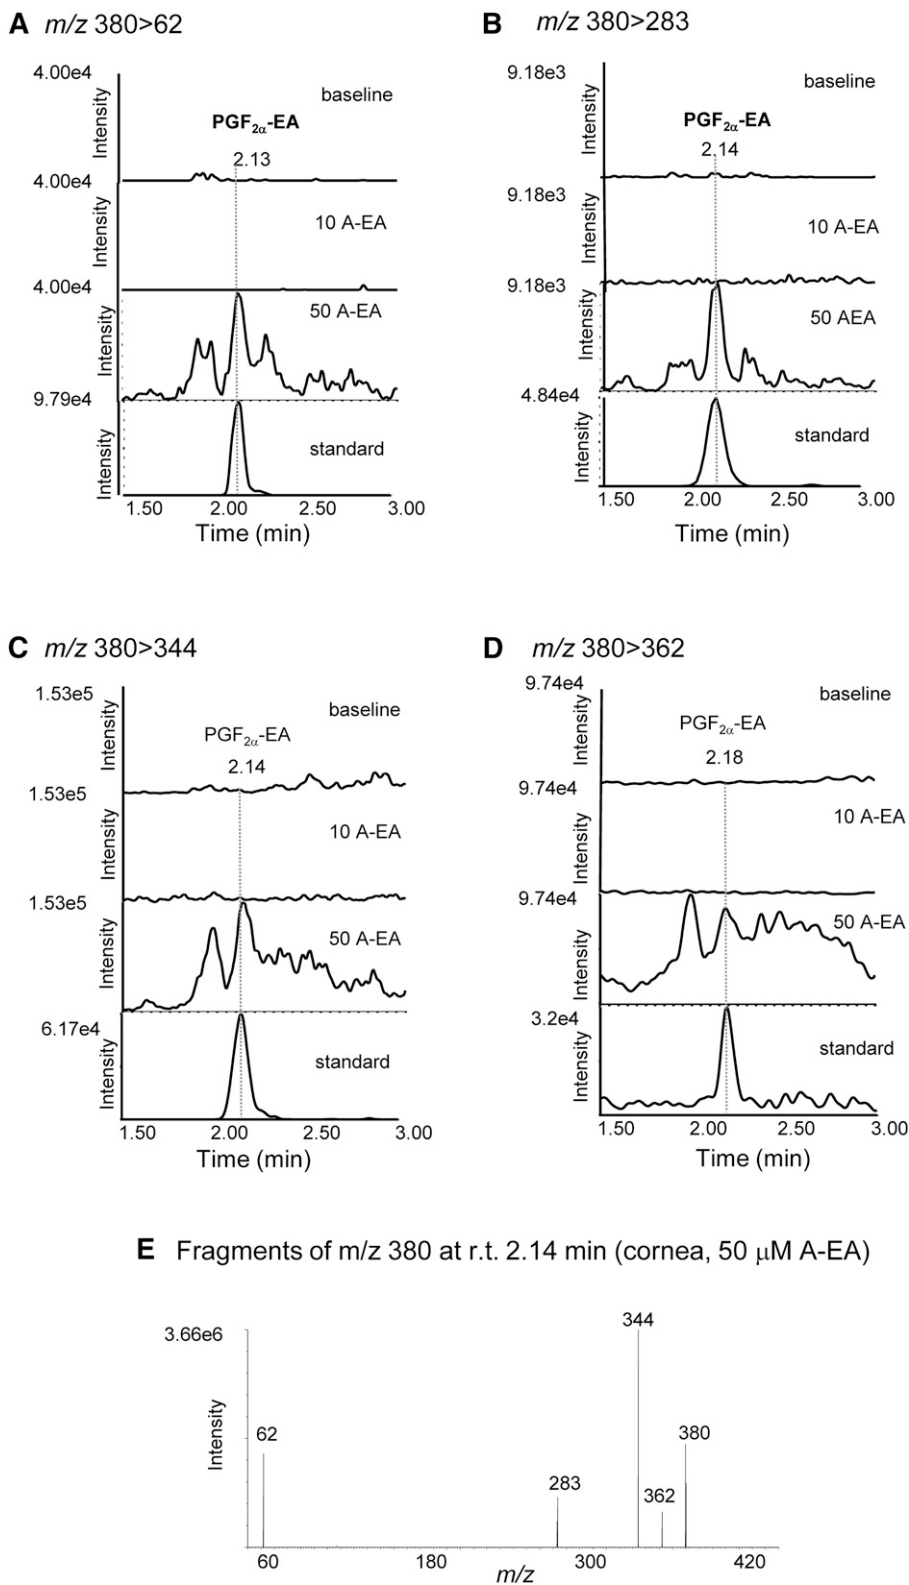 A m/z 380>62
4.00e4
baseline
Intensity
PGF2α-EA
2.13
4.00e4
10 A-EA
Intensity
4.00e4
50 A-EA
Intensity
9.79e4
standard
Intensity
1.50 2.00 2.50 3.00
Time (min)
B m/z 380>283
9.18e3
baseline
Intensity
PGF2α-EA
2.14
9.18e3
10 A-EA
Intensity
9.18e3
50 AEA
Intensity
4.84e4
standard
Intensity
1.50 2.00 2.50 3.00
Time (min)
C m/z 380>344
1.53e5
baseline
Intensity
PGF2α-EA
2.14
1.53e5
10 A-EA
Intensity
1.53e5
50 A-EA
Intensity
6.17e4
standard
Intensity
1.50 2.00 2.50 3.00
Time (min)
D m/z 380>362
9.74e4
baseline
Intensity
PGF2α-EA
2.18
9.74e4
10 A-EA
Intensity
9.74e4
50 A-EA
Intensity
3.2e4
standard
Intensity
1.50 2.00 2.50 3.00
Time (min)
E Fragments of m/z 380 at r.t. 2.14 min (cornea, 50 μM A-EA)
3.66e6
Intensity
62
283
344
362
380
60 180 300 420
m/z